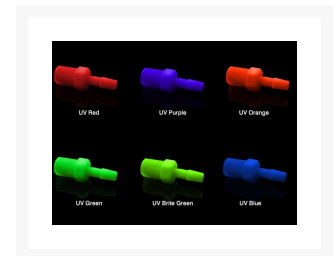 UV Red
UV Purple
UV Orange
UV Green
UV Brite Green
UV Blue